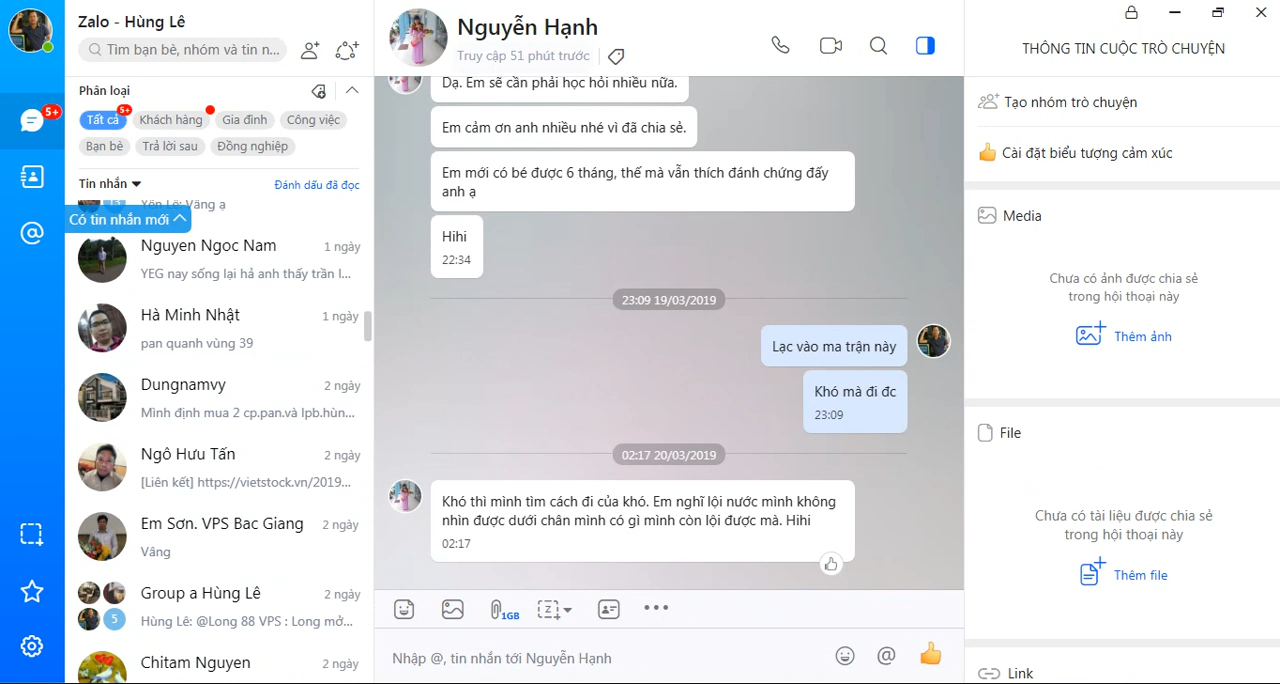 Zalo - Hùng Lê
Tìm bạn bè, nhóm và tin n...
Phân loại
Tất cả
5+
Khách hàng
Gia đình
Công việc
Bạn bè
Trả lời sau
Đồng nghiệp
5+
Tin nhắn
Đánh dấu đã đọc
13
Yên Lê: Vâng ạ
Có tin nhắn mới
Nguyen Ngoc Nam
1 ngày
YEG nay sống lại hả anh thấy trần l...
Hà Minh Nhật
1 ngày
pan quanh vùng 39
Dungnamvy
2 ngày
Mình định mua 2 cp.pan.và lpb.hùn...
Ngô Hưu Tấn
2 ngày
[Liên kết] https://vietstock.vn/2019...
Em Sơn. VPS Bac Giang
2 ngày
Vâng
Group a Hùng Lê
2 ngày
5
Hùng Lê: @Long 88 VPS : Long mở...
Chitam Nguyen
2 ngày
Nguyễn Hạnh
Truy cập 51 phút trước
Dạ. Em sẽ cần phải học hỏi nhiều nữa.
Em cảm ơn anh nhiều nhé vì đã chia sẻ.
Em mới có bé được 6 tháng, thế mà vẫn thích đánh chứng đấy
anh ạ
Hihi
22:34
23:09 19/03/2019
Lạc vào ma trận này
Khó mà đi đc
23:09
02:17 20/03/2019
Khó thì mình tìm cách đi của khó. Em nghĩ lội nước mình không
nhìn được dưới chân mình có gì mình còn lội được mà. Hihi
02:17
1GB
Nhập @, tin nhắn tới Nguyễn Hạnh
THÔNG TIN CUỘC TRÒ CHUYỆN
Tạo nhóm trò chuyện
Cài đặt biểu tượng cảm xúc
Media
Chưa có ảnh được chia sẻ
trong hội thoại này
Thêm ảnh
File
Chưa có tài liệu được chia sẻ
trong hội thoại này
Thêm file
Link